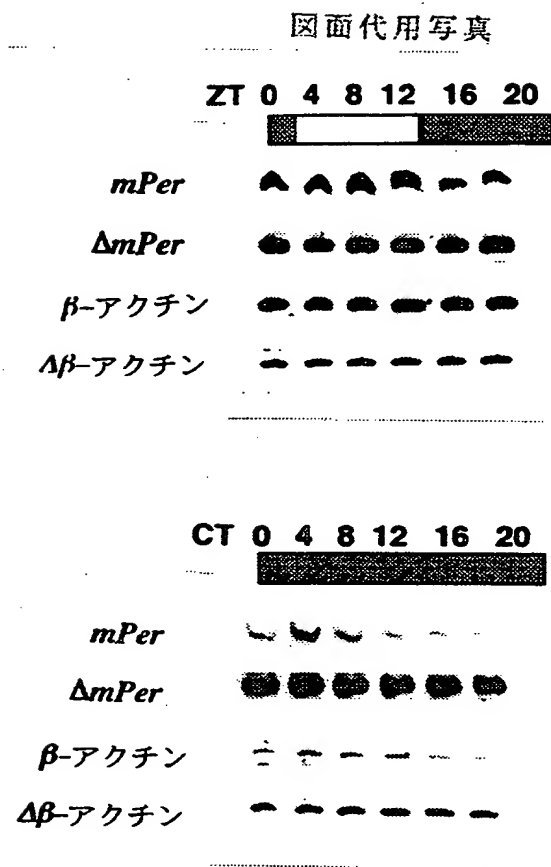 図面代用写真
ZT 0 4 8 12 16 20
mPer
ΔmPer
β-アクチン
Δβ-アクチン
CT 0 4 8 12 16 20
mPer
ΔmPer
β-アクチン
Δβ-アクチン